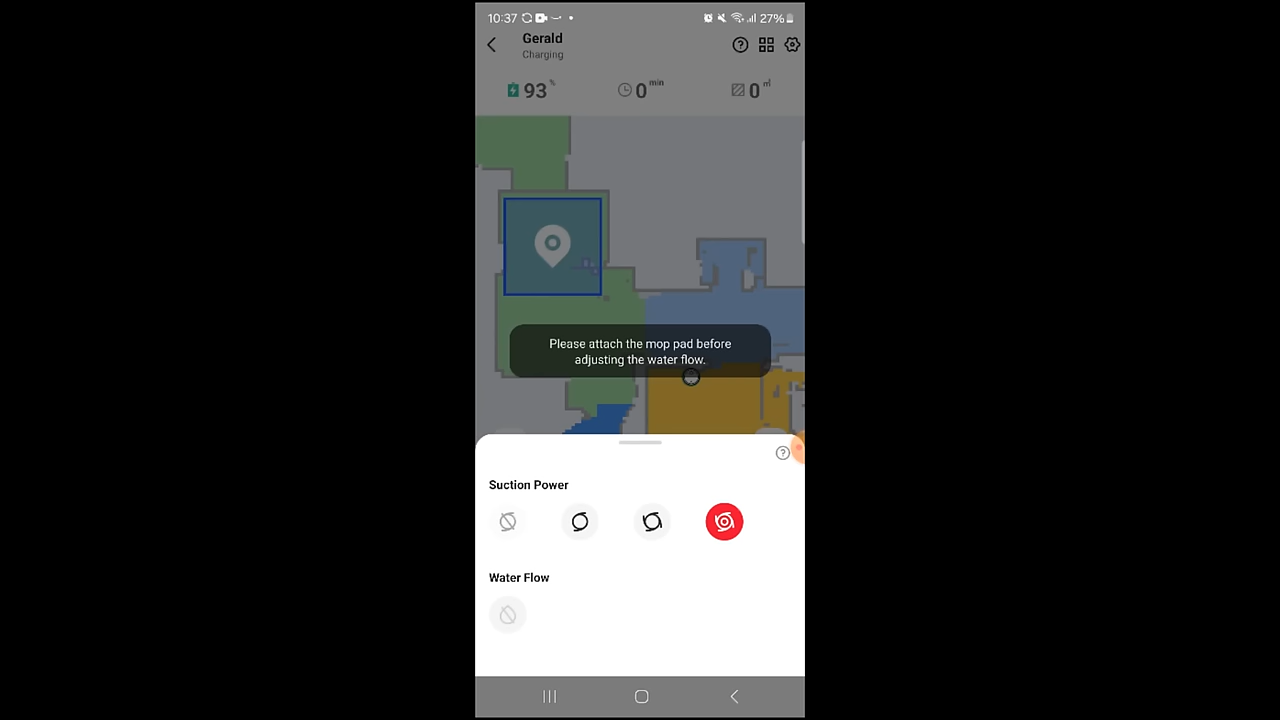 10:37
27%
Gerald
Charging
93 %
0 min
0 ㎡
Please attach the mop pad before
adjusting the water flow.
Suction Power
Water Flow